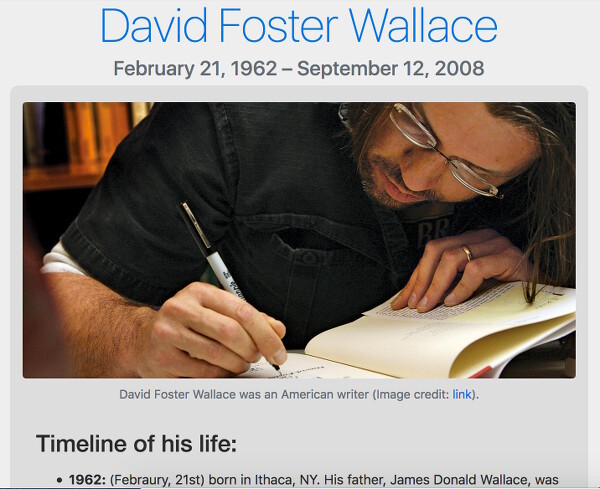 David Foster Wallace
February 21, 1962 – September 12, 2008
David Foster Wallace was an American writer (Image credit: link).
Timeline of his life:
• 1962: (Febraury, 21st) born in Ithaca, NY. His father, James Donald Wallace, was